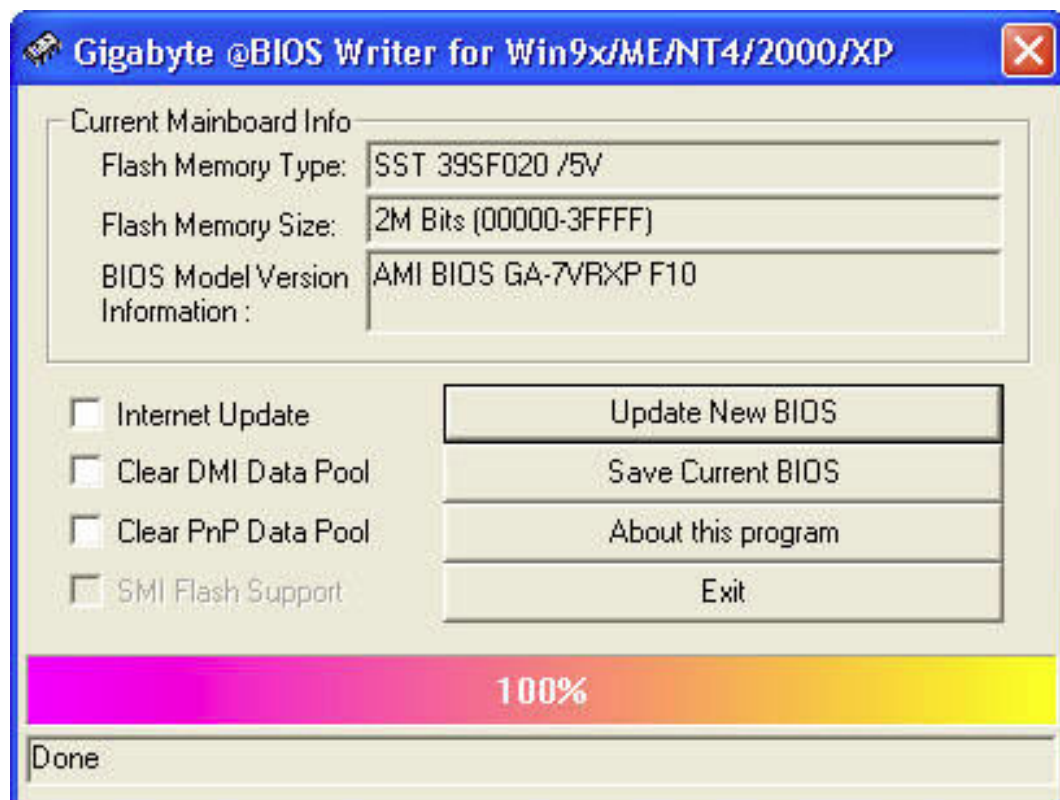 Gigabyte @BIOS Writer for Win9x/ME/NT4/2000/XP
Current Mainboard Info
Flash Memory Type: SST 39SF020 /5V
Flash Memory Size: 2M Bits (00000-3FFFF)
BIOS Model Version AMI BIOS GA-7VRXP F10
Information :
Internet Update Update New BIOS
Clear DMI Data Pool Save Current BIOS
Clear PnP Data Pool About this program
SMI Flash Support Exit
100%
Done